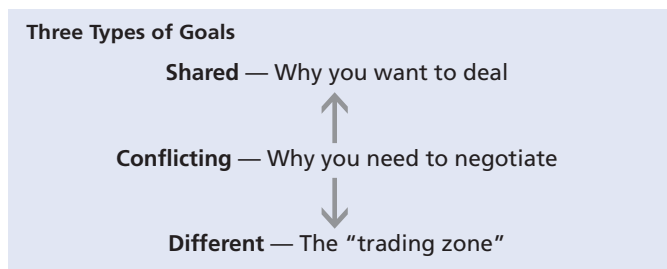 Three Types of Goals
Shared — Why you want to deal
Conflicting — Why you need to negotiate
Different — The “trading zone”